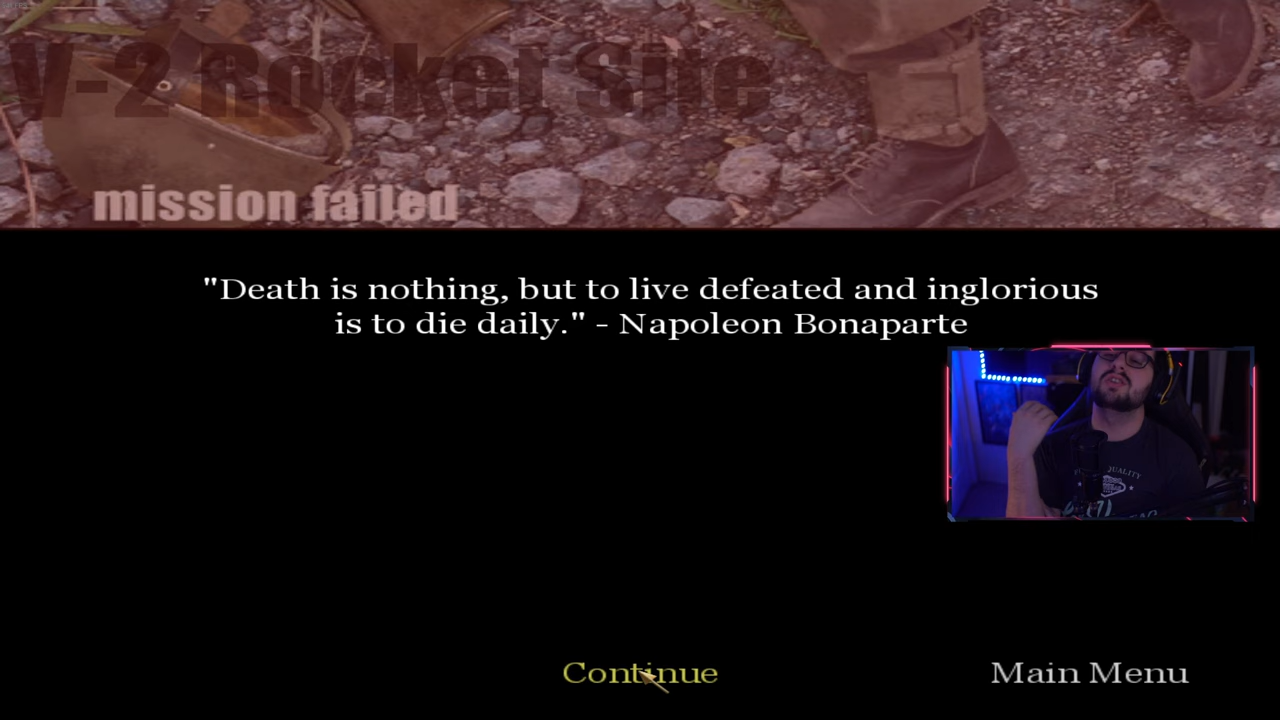 V-2 Rocket Site
mission failed
"Death is nothing, but to live defeated and inglorious
is to die daily." - Napoleon Bonaparte
QUALITY
Continue
Main Menu